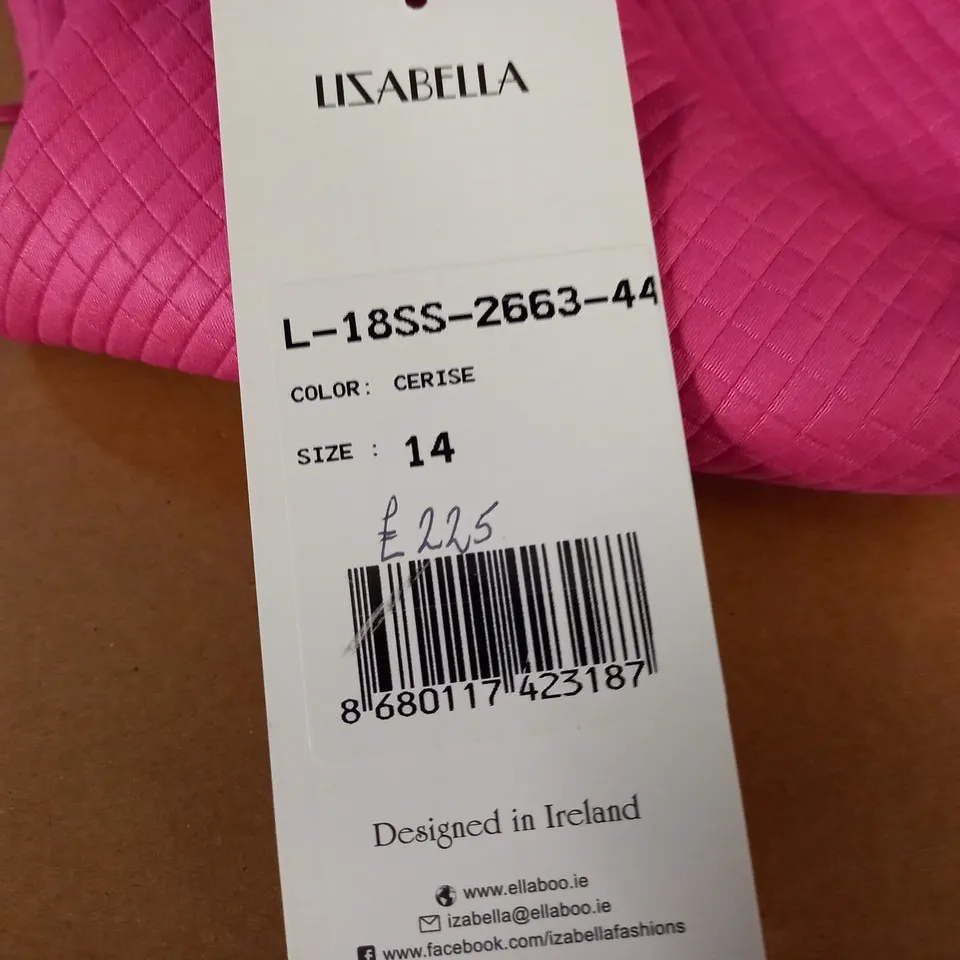 LIZABELLA
L-18SS-2663-44
COLOR: CERISE
SIZE : 14
£225
8 680117 423187
Designed in Ireland
www.ellaboo.ie
izabella@ellaboo.ie
www.facebook.com/izabellafashions